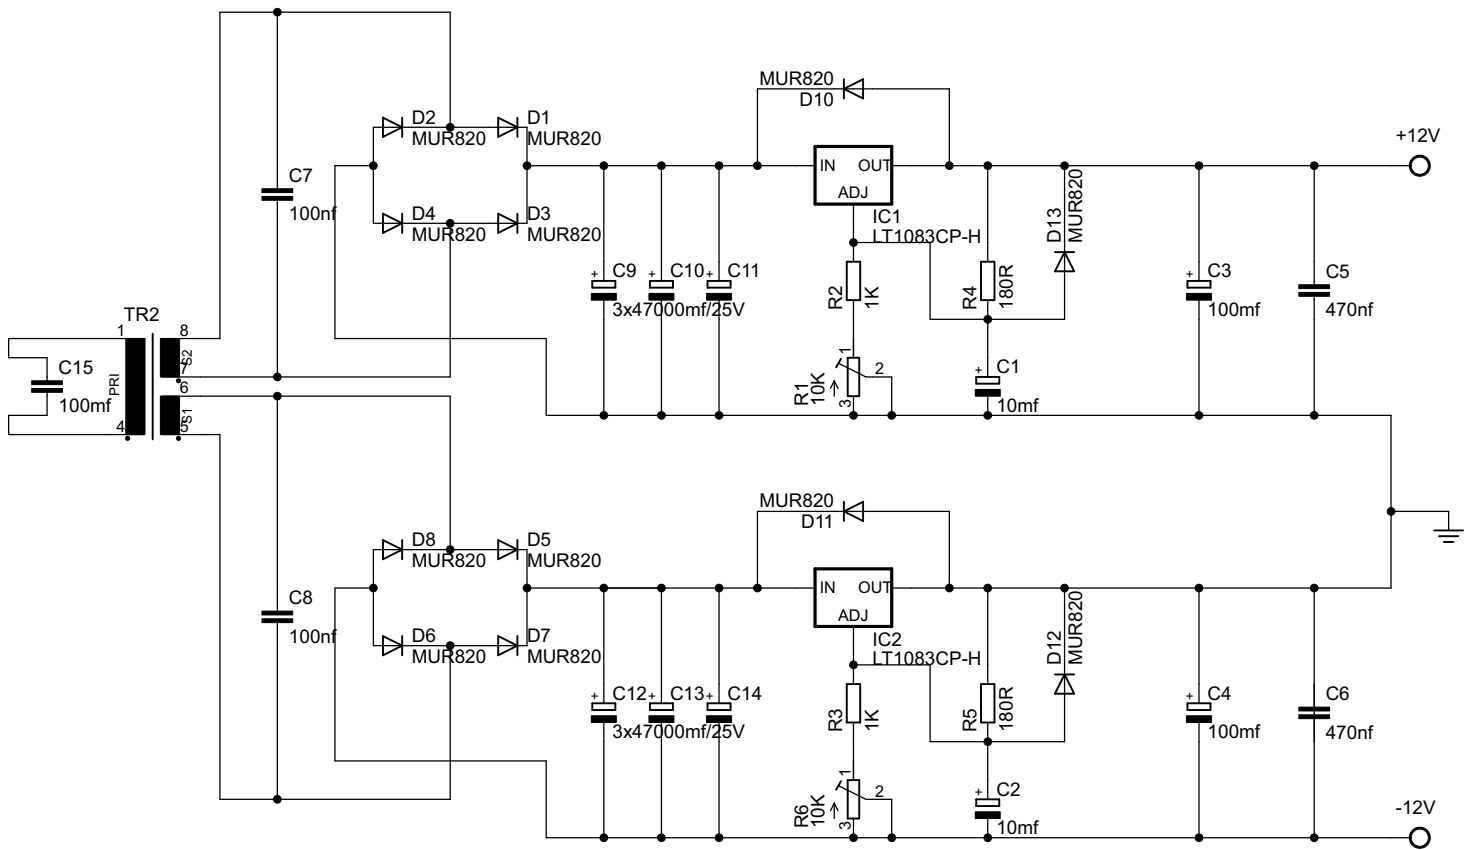 MUR820
D10
+12V
D2
MUR820
D1
MUR820
IN
OUT
ADJ
C7
100nf
D4
MUR820
D3
MUR820
IC1
LT1083CP-H
D13
MUR820
+
C9
+
C10
+
C11
3x47000mf/25V
R2
1K
R4
180R
+
C3
100mf
C5
470nf
TR2
1
8
S2
7
PRI
6
S1
4
5
C15
100mf
R1
10K
1
2
3
+
C1
10mf
MUR820
D11
D8
MUR820
D5
MUR820
IN
OUT
ADJ
C8
100nf
D6
MUR820
D7
MUR820
IC2
LT1083CP-H
D12
MUR820
+
C12
+
C13
+
C14
3x47000mf/25V
R3
1K
R5
180R
+
C4
100mf
C6
470nf
R6
10K
1
2
3
+
C2
10mf
-12V